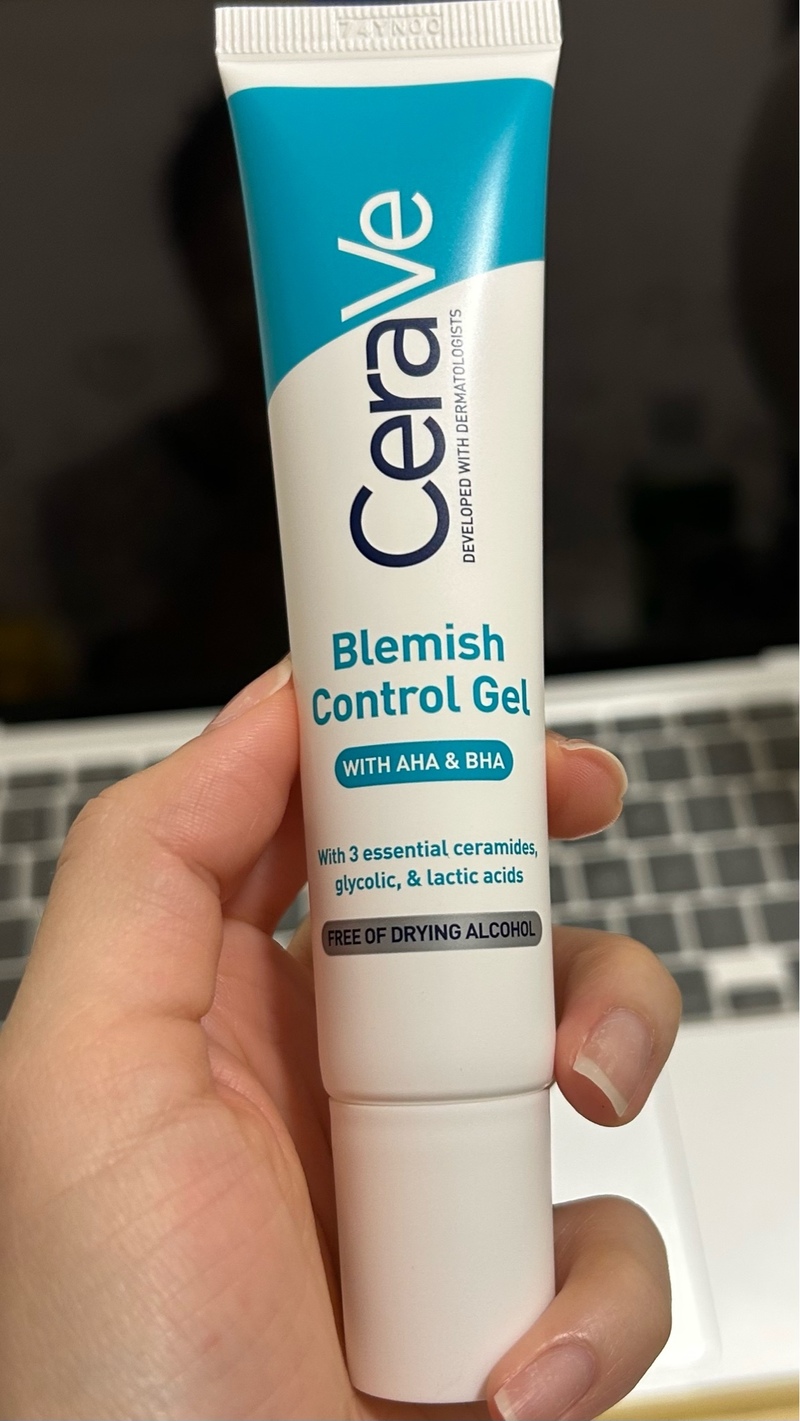 CeraVe
DEVELOPED WITH DERMATOLOGISTS
Blemish
Control Gel
WITH AHA & BHA
With 3 essential ceramides,
glycolic, & lactic acids
FREE OF DRYING ALCOHOL